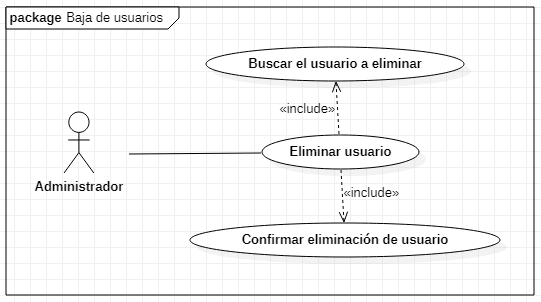 package Baja de usuarios
Buscar el usuario a eliminar
«include»
Eliminar usuario
Administrador
«include»
Confirmar eliminación de usuario